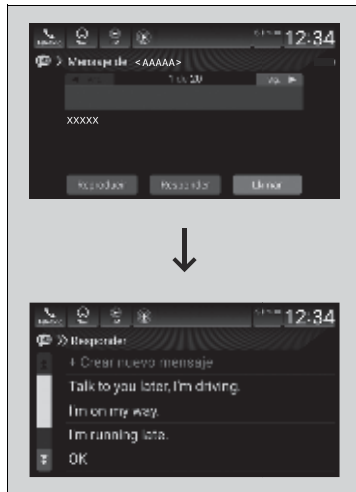 12:34
Mensaje de <AAAAA>
1 de 20
xxxxx
Reproducir Responder Llamar
12:34
Responder
+ Crear nuevo mensaje
Talk to you later, I'm driving.
I'm on my way.
I'm running late.
OK